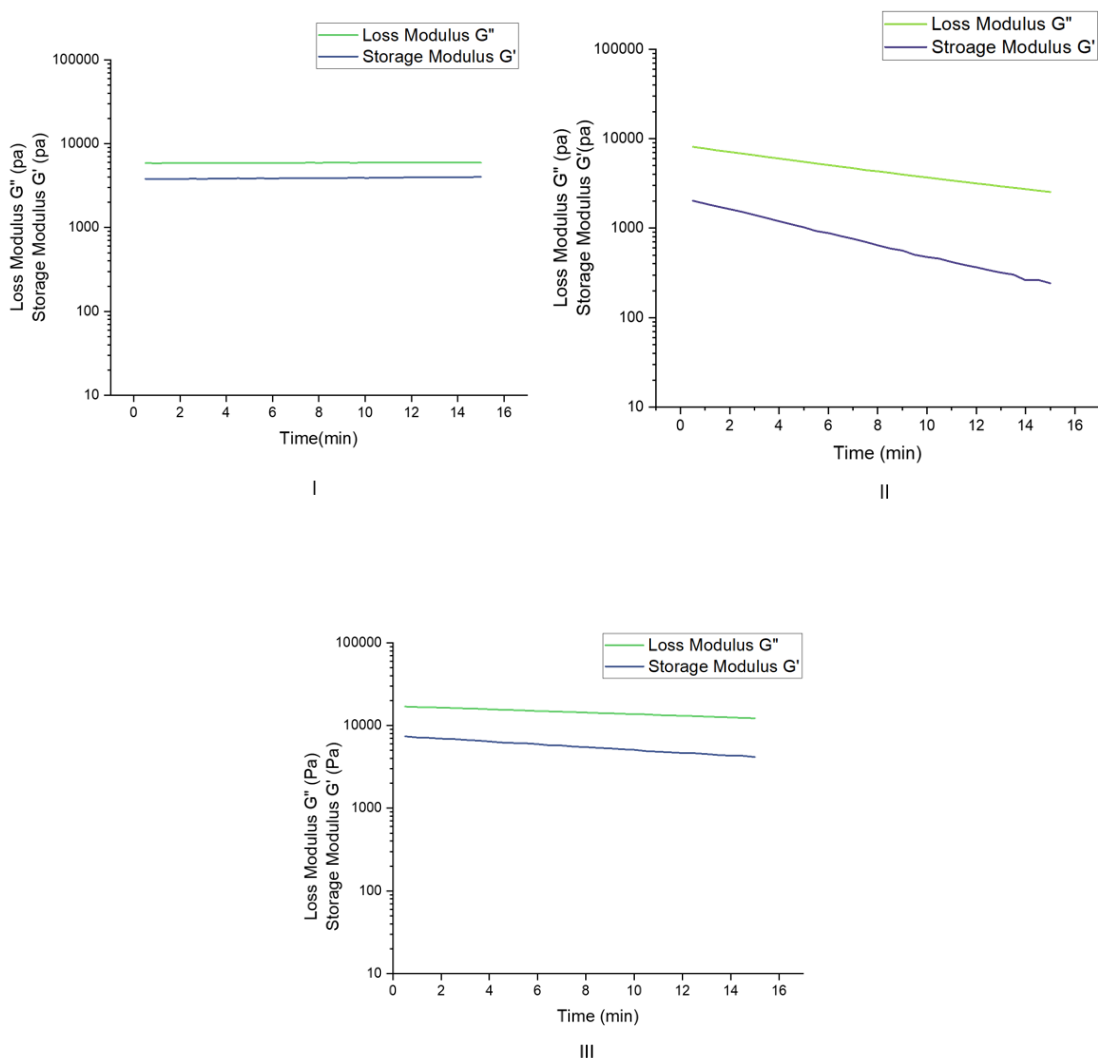 Loss Modulus G"
Storage Modulus G'
100000
10000
1000
100
10
Loss Modulus G" (pa)
Storage Modulus G' (pa)
0 2 4 6 8 10 12 14 16
Time(min)
I
Loss Modulus G"
Stroage Modulus G'
100000
10000
1000
100
10
Loss Modulus G" (pa)
Storage Modulus G'(pa)
0 2 4 6 8 10 12 14 16
Time (min)
II
Loss Modulus G"
Storage Modulus G'
100000
10000
1000
100
10
Loss Modulus G" (Pa)
Storage Modulus G' (Pa)
0 2 4 6 8 10 12 14 16
Time (min)
III